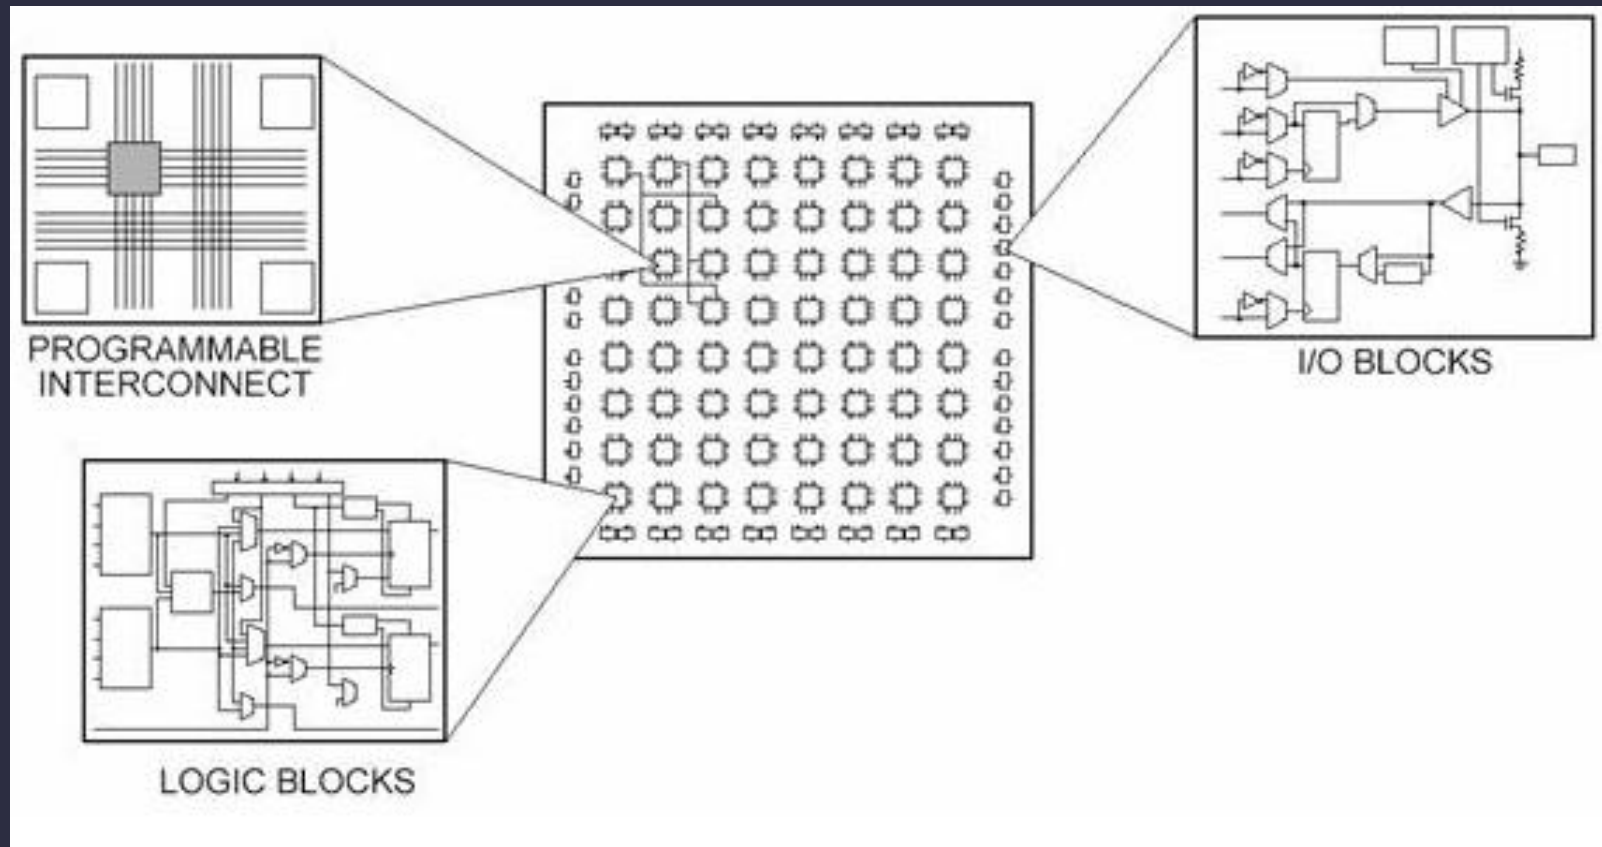 PROGRAMMABLE
INTERCONNECT
I/O BLOCKS
LOGIC BLOCKS